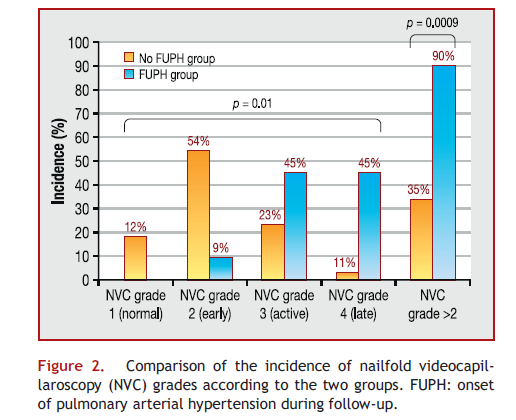 p = 0.0009
100
90
80
70
60
50
40
30
20
10
0
Incidence (%)
No FUPH group
FUPH group
p = 0.01
12%
54%
9%
23%
45%
11%
45%
35%
90%
NVC grade
1 (normal)
NVC grade
2 (early)
NVC grade
3 (active)
NVC grade
4 (late)
NVC
grade >2
Figure 2. Comparison of the incidence of nailfold videocapil-
laroscopy (NVC) grades according to the two groups. FUPH: onset
of pulmonary arterial hypertension during follow-up.